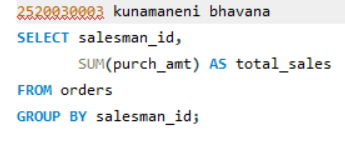 2520030003 kunamaneni bhavana
SELECT salesman_id,
       SUM(purch_amt) AS total_sales
FROM orders
GROUP BY salesman_id;